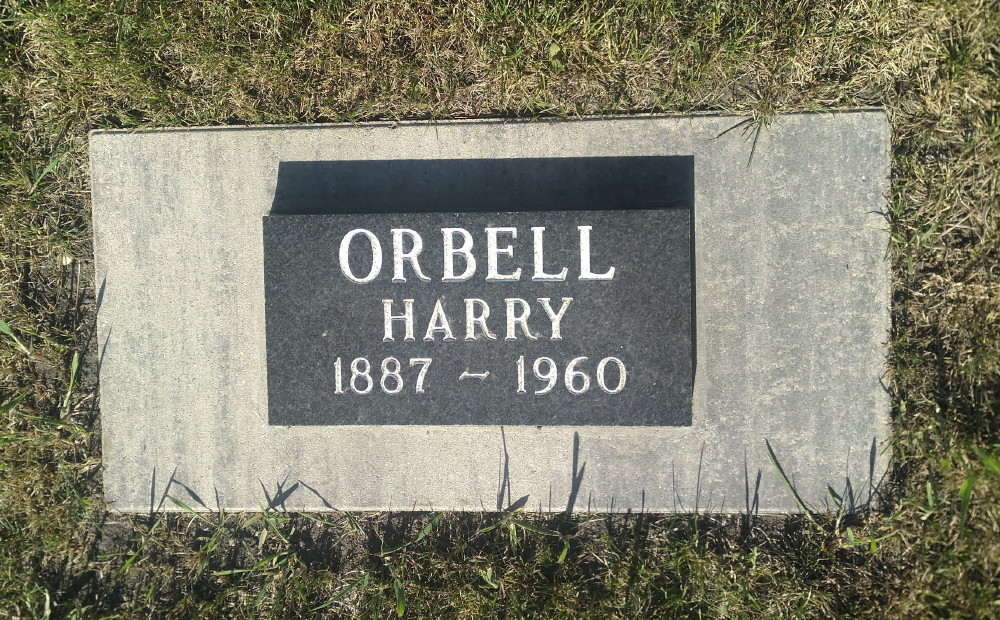 ORBELL
HARRY
1887 ~ 1960